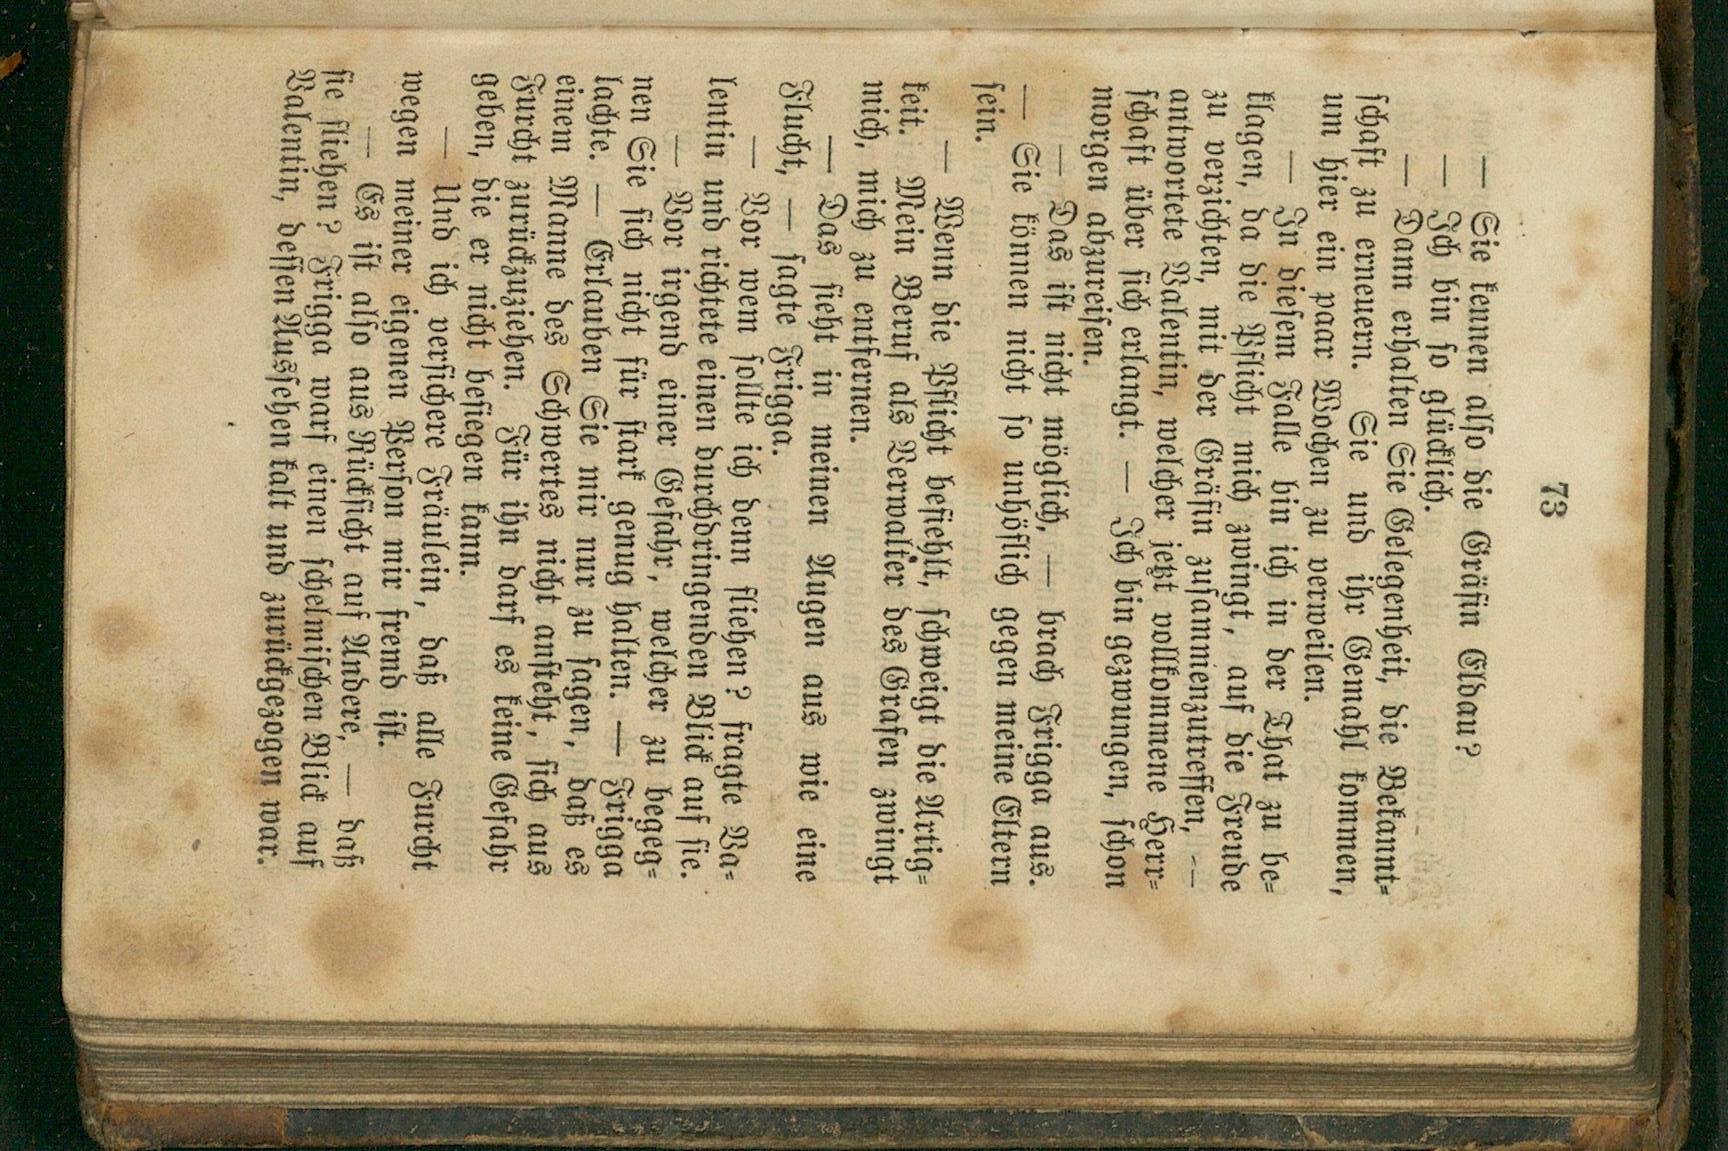 73
— Sie kennen also die Gräfin Eldau?
— Ich bin so glücklich.
— Dann erhalten Sie Gelegenheit, die Bekannt-
schaft zu erneuern. Sie und ihr Gemahl kommen,
um hier ein paar Wochen zu verweilen.
— In diesem Falle bin ich in der That zu be-
klagen, da die Pflicht mich zwingt, auf die Freude
zu verzichten, mit der Gräfin zusammenzutreffen, —
antwortete Valentin, welcher jetzt vollkommene Herr-
schaft über sich erlangt. — Ich bin gezwungen, schon
morgen abzureisen.
— Das ist nicht möglich, — brach Frigga aus.
— Sie können nicht so unhöflich gegen meine Eltern
sein.
— Wenn die Pflicht befiehlt, schweigt die Artig-
keit. Mein Beruf als Verwalter des Grafen zwingt
mich, mich zu entfernen.
— Das sieht in meinen Augen aus wie eine
Flucht, — sagte Frigga.
— Vor wem sollte ich denn fliehen? fragte Va-
lentin und richtete einen durchdringenden Blick auf sie.
— Vor irgend einer Gefahr, welcher zu begeg-
nen Sie sich nicht für stark genug halten. — Frigga
lachte. — Erlauben Sie mir nur zu sagen, daß es
einem Manne des Schwertes nicht ansteht, sich aus
Furcht zurückzuziehen. Für ihn darf es keine Gefahr
geben, die er nicht besiegen kann.
— Und ich versichere Fräulein, daß alle Furcht
wegen meiner eigenen Person mir fremd ist.
— Es ist also aus Rücksicht auf Andere, — daß
sie fliehen? Frigga warf einen schelmischen Blick auf
Valentin, dessen Aussehen kalt und zurückgezogen war.